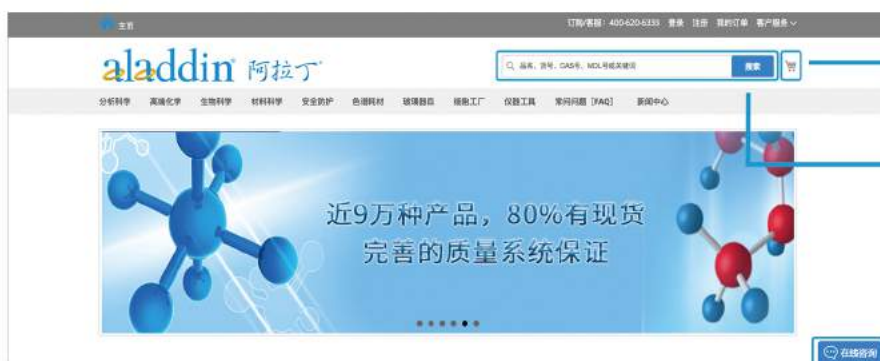 主页
订购/客服: 400-620-6333 登录 注册 我的订单 客户服务
aladdin 阿拉丁
品名、货号、CAS号、MDL号或关键词
搜索
分析科学 高端化学 生物科学 材料科学 安全防护 色谱耗材 玻璃器皿 细胞工厂 仪器工具 常问问题 [FAQ] 新闻中心
近9万种产品，80%有现货
完善的质量系统保证
在线咨询